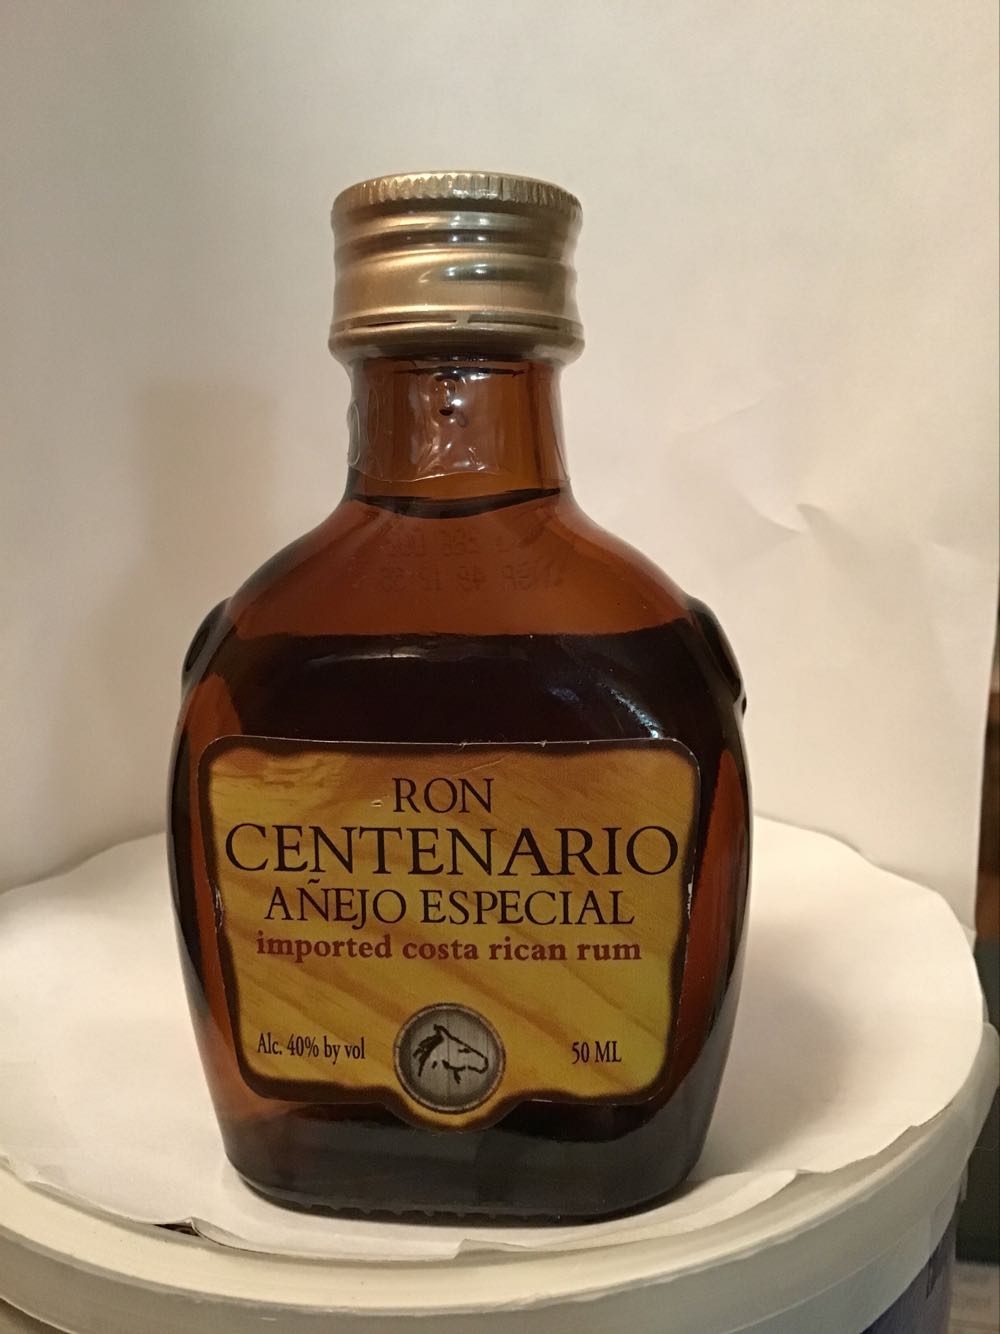 RON
CENTENARIO
AÑEJO ESPECIAL
imported costa rican rum
Alc. 40% by vol
50 ML